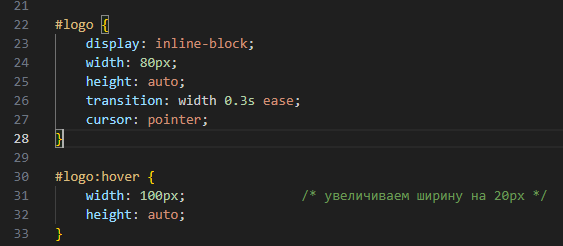 21
22 #logo {
23     display: inline-block;
24     width: 80px;
25     height: auto;
26     transition: width 0.3s ease;
27     cursor: pointer;
28 }
29
30 #logo:hover {
31     width: 100px;               /* увеличиваем ширину на 20px */
32     height: auto;
33 }